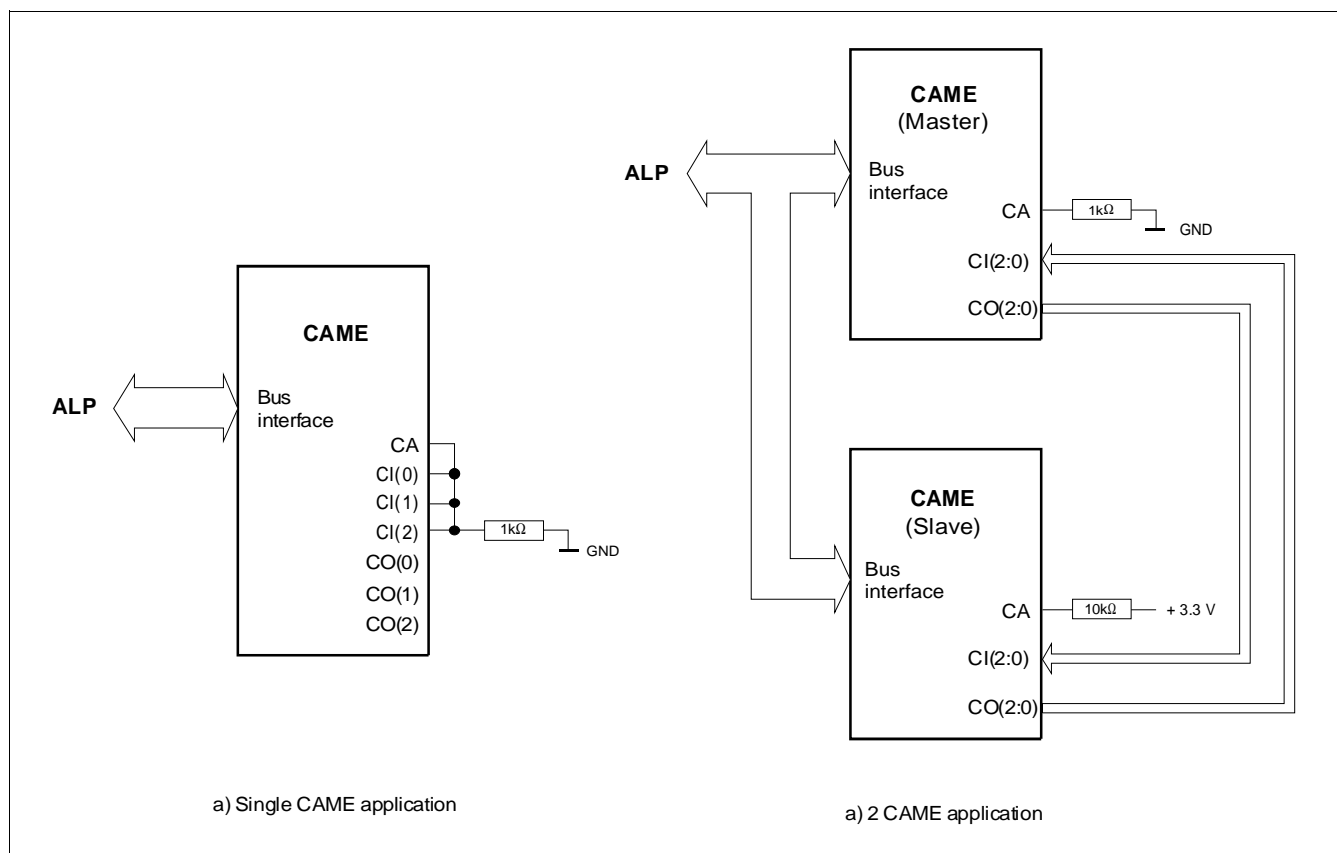 CAME
ALP
Bus
interface
CA
CI(0)
CI(1)
CI(2)
CO(0)
CO(1)
CO(2)
1kΩ
GND
a) Single CAME application
CAME
(Master)
ALP
Bus
interface
CA
1kΩ
GND
CI(2:0)
CO(2:0)
CAME
(Slave)
Bus
interface
CA
10kΩ
+ 3.3 V
CI(2:0)
CO(2:0)
a) 2 CAME application